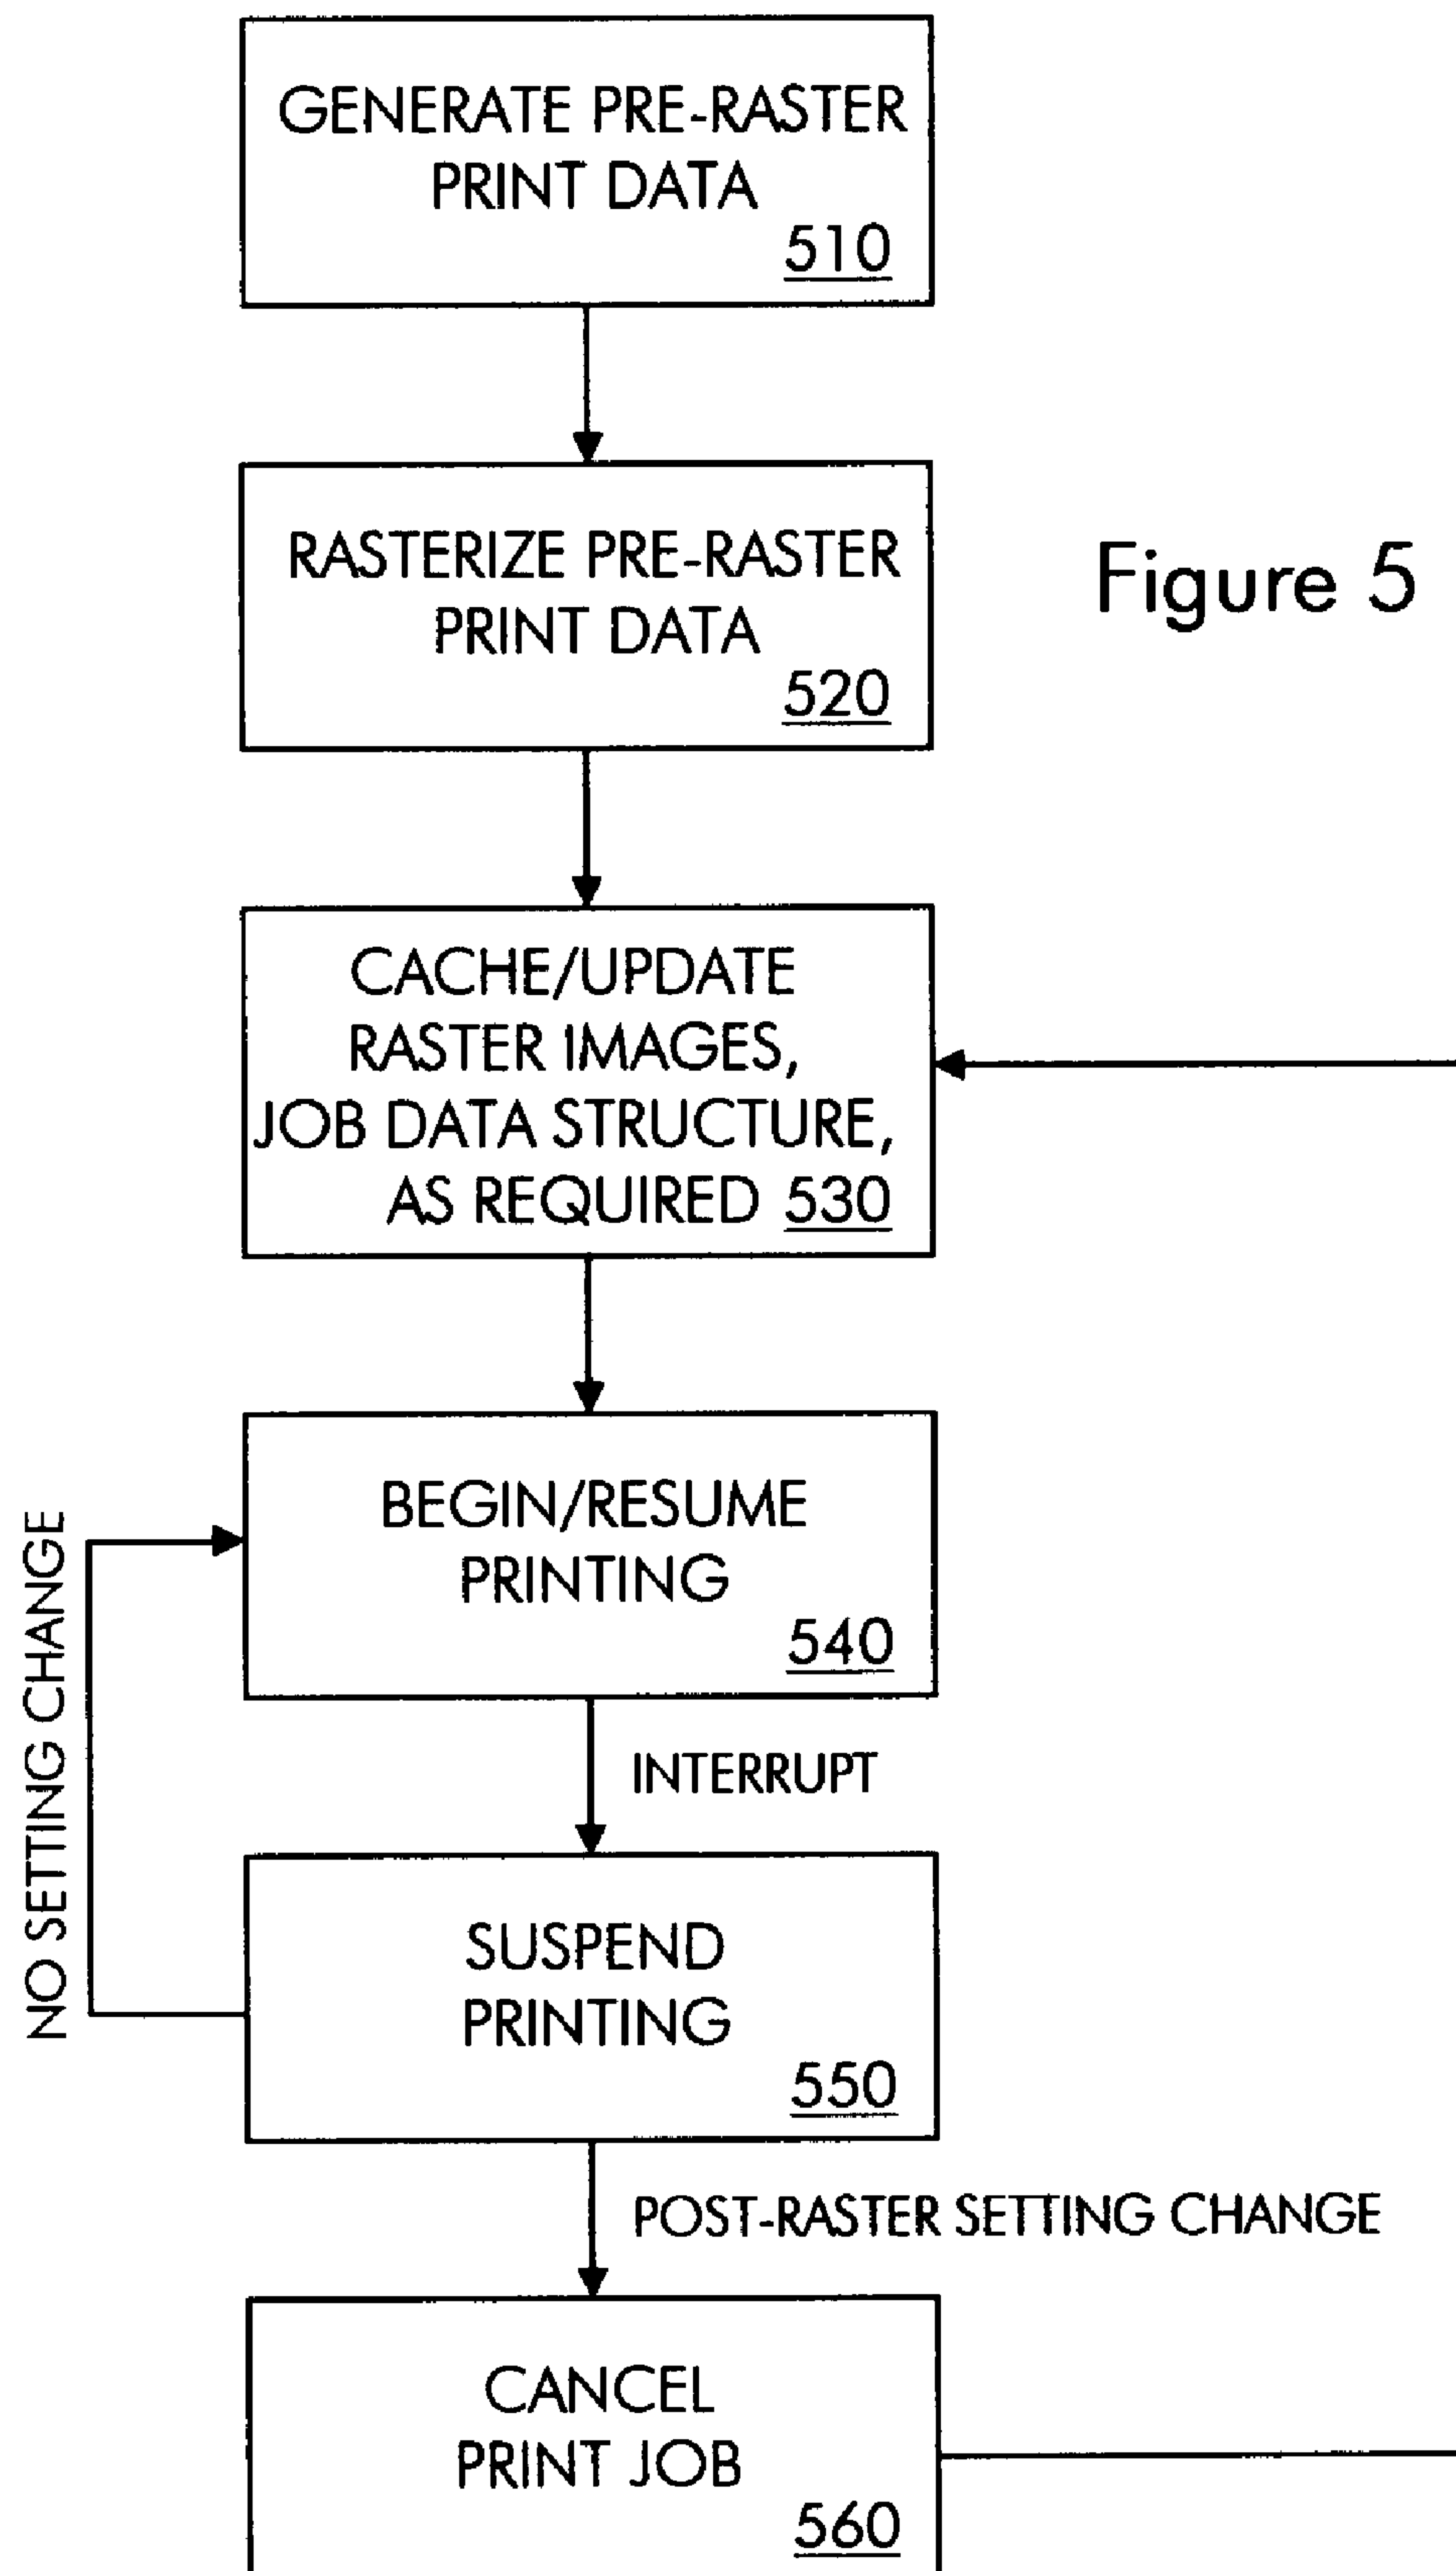 GENERATE PRE-RASTER
PRINT DATA
510
RASTERIZE PRE-RASTER
PRINT DATA
520
Figure 5
CACHE/UPDATE
RASTER IMAGES,
JOB DATA STRUCTURE,
AS REQUIRED 530
BEGIN/RESUME
PRINTING
540
NO SETTING CHANGE
INTERRUPT
SUSPEND
PRINTING
550
POST-RASTER SETTING CHANGE
CANCEL
PRINT JOB
560